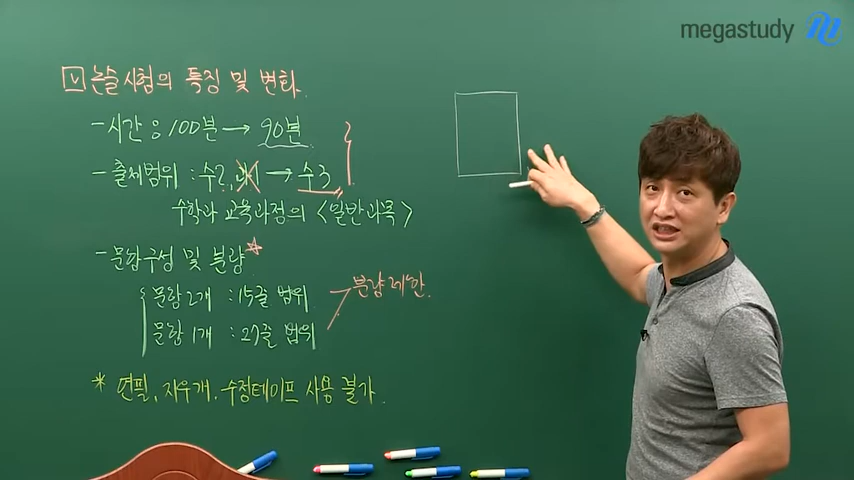 megastudy
V 논술시험의 특징 및 변화.
- 시간 : 100분 → 90분
- 출제범위 : 수2, → 수3
수학과 교육과정의 <일반과목>
- 문항구성 및 분량*
문항 2개 : 15줄 범위
문항 1개 : 27줄 범위
분량제한.
* 연필, 지우개, 수정테이프 사용 불가.